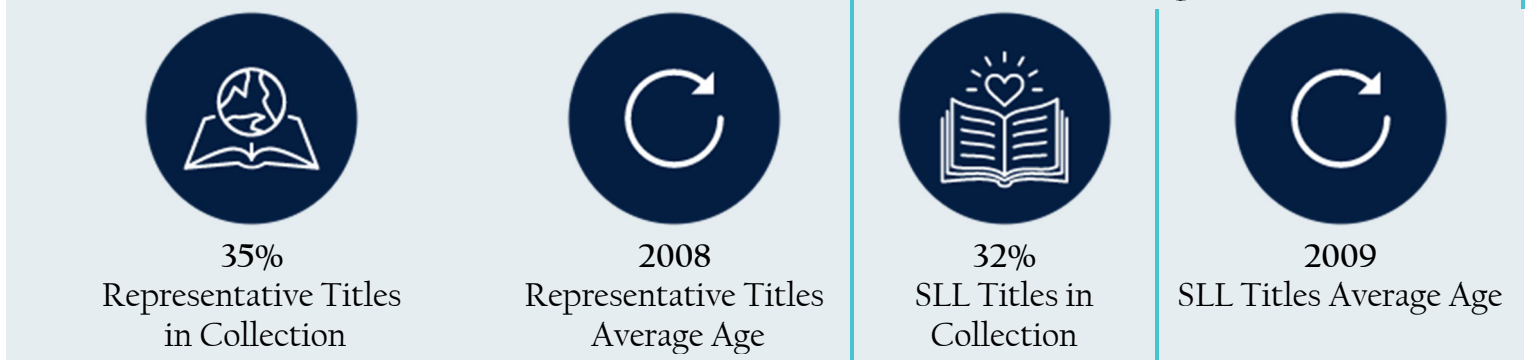 35%
Representative Titles
in Collection
2008
Representative Titles
Average Age
32%
SLL Titles in
Collection
2009
SLL Titles Average Age